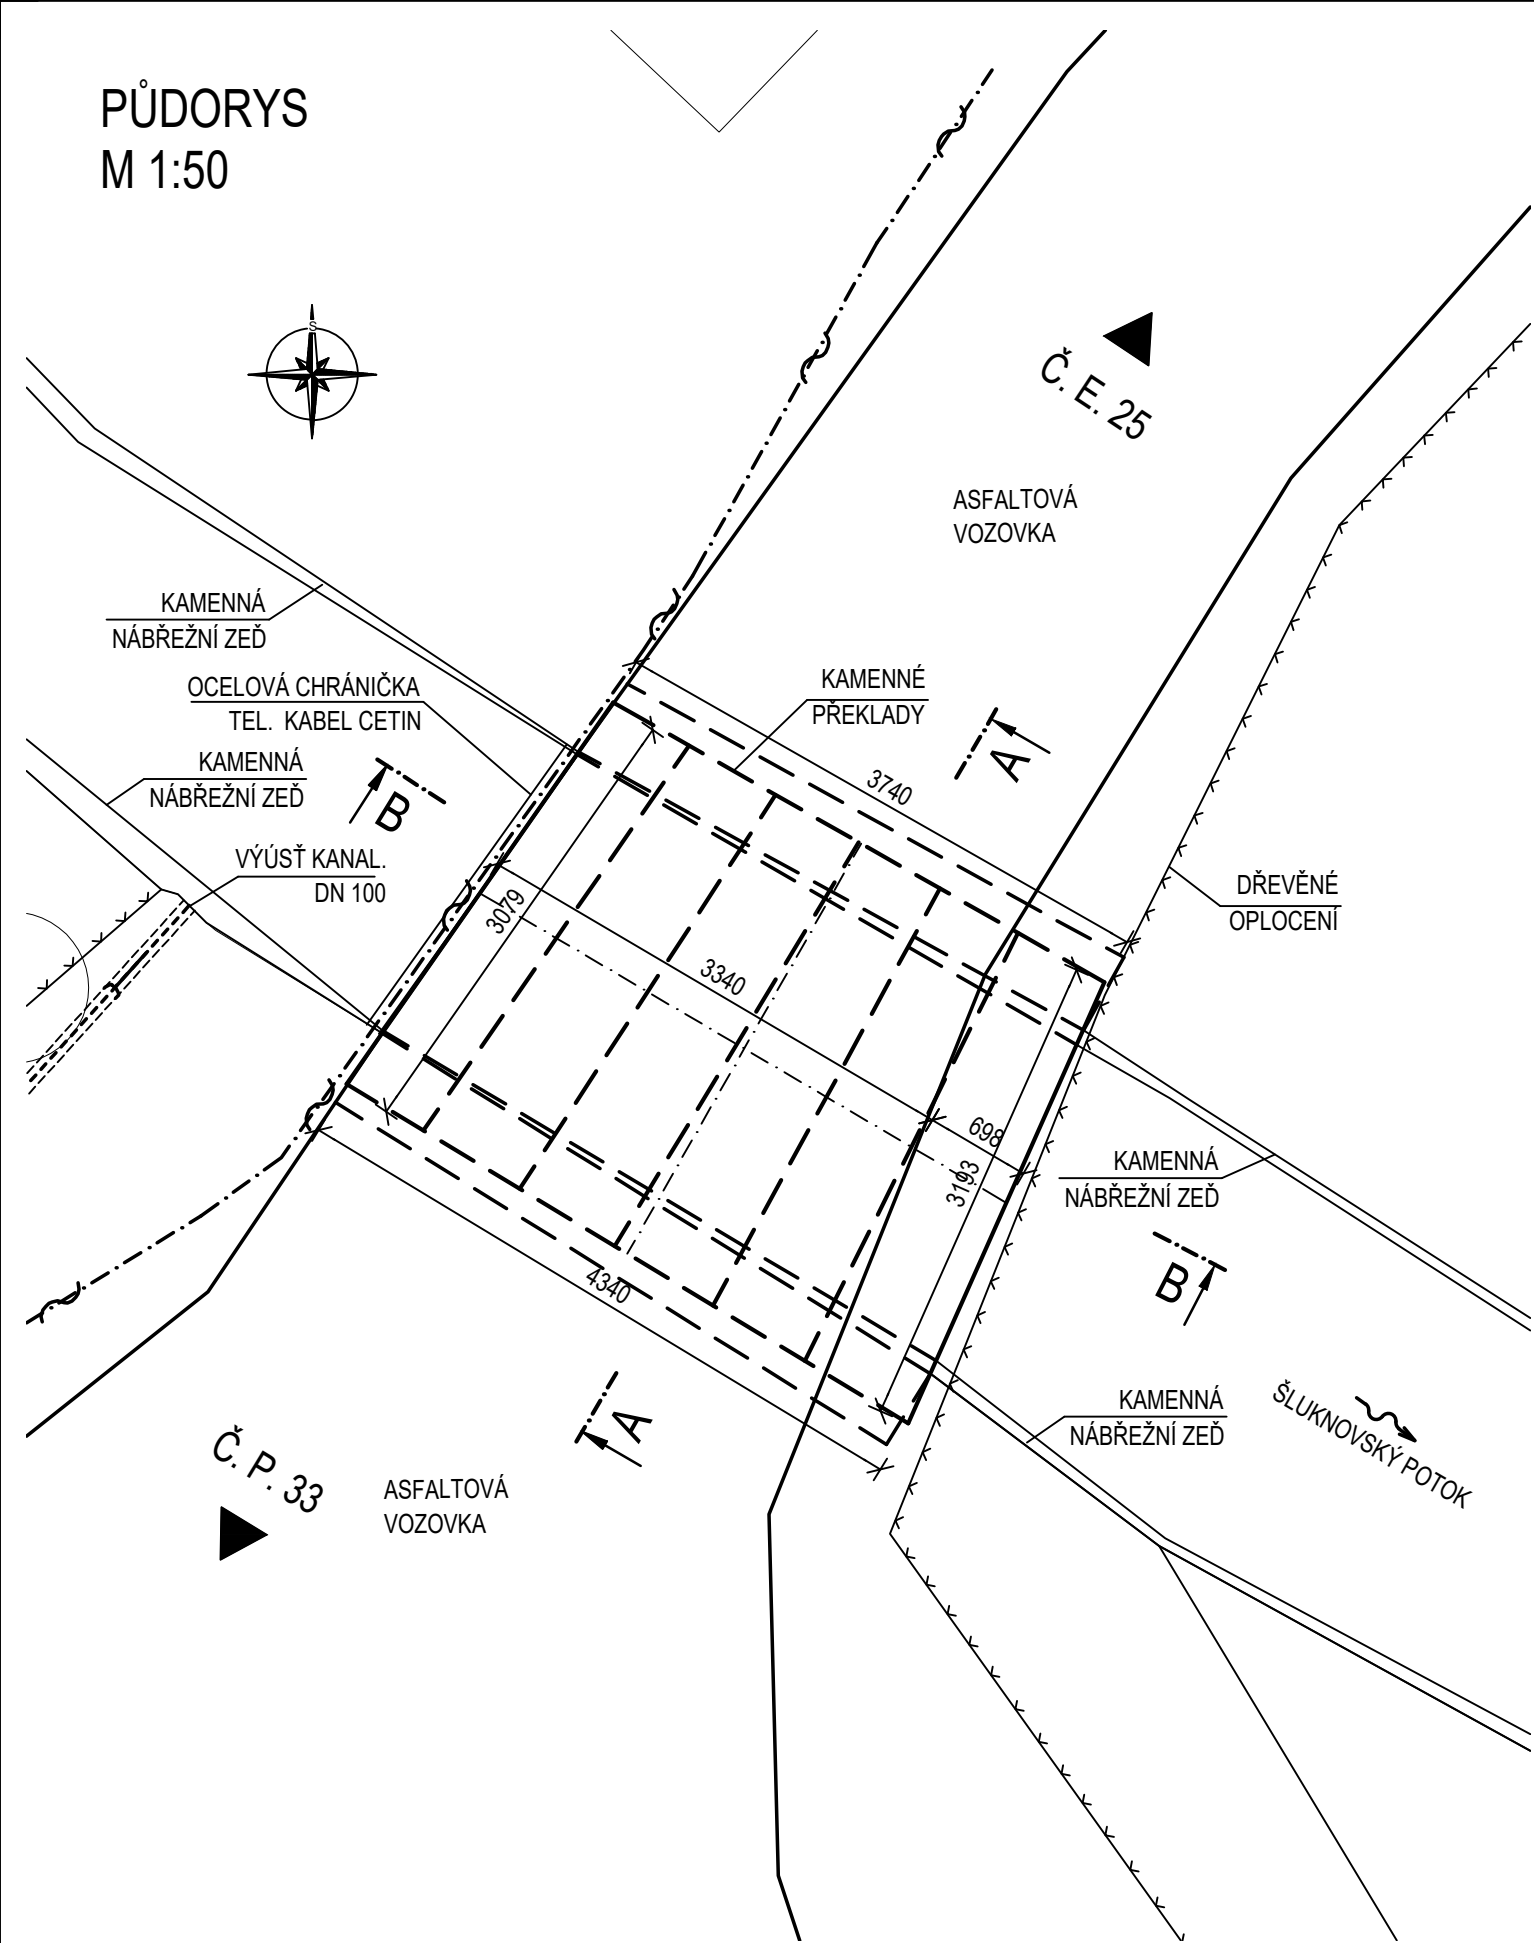 PŮDORYS
M 1:50
S
Č. E. 25
ASFALTOVÁ
VOZOVKA
KAMENNÁ
NÁBŘEŽNÍ ZEĎ
OCELOVÁ CHRÁNIČKA
TEL. KABEL CETIN
KAMENNÉ
PŘEKLADY
A
KAMENNÁ
NÁBŘEŽNÍ ZEĎ
B
3740
VÝÚSŤ KANAL.
DN 100
DŘEVĚNÉ
OPLOCENÍ
3079
3340
698
3193
KAMENNÁ
NÁBŘEŽNÍ ZEĎ
B
4340
KAMENNÁ
NÁBŘEŽNÍ ZEĎ
ŠLUKNOVSKÝ POTOK
A
Č. P. 33
ASFALTOVÁ
VOZOVKA